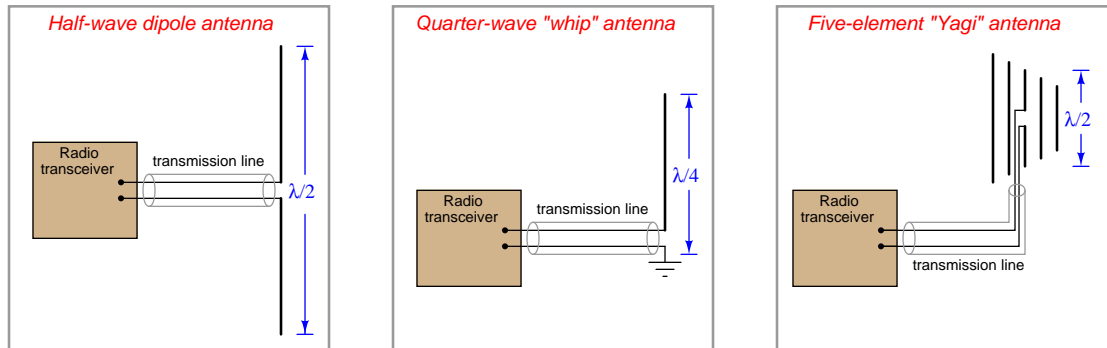 Half-wave dipole antenna
Radio
transceiver
transmission line
λ/2
Quarter-wave "whip" antenna
Radio
transceiver
transmission line
λ/4
Five-element "Yagi" antenna
Radio
transceiver
transmission line
λ/2